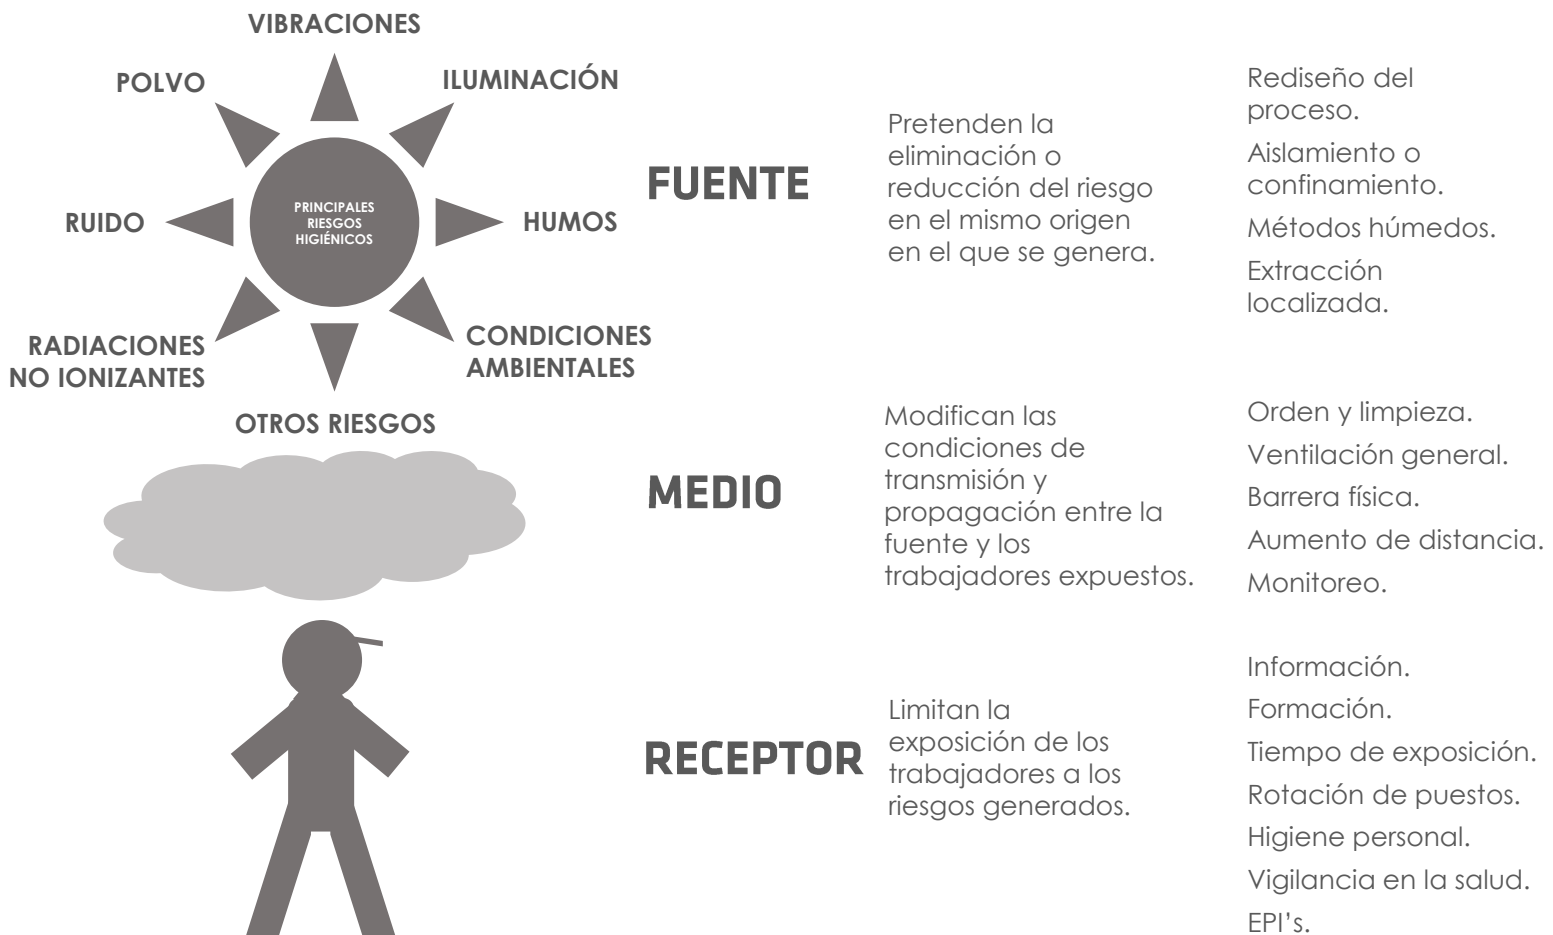 VIBRACIONES
POLVO
ILUMINACIÓN
RUIDO
PRINCIPALES
RIESGOS
HIGIÉNICOS
HUMOS
RADIACIONES
NO IONIZANTES
CONDICIONES
AMBIENTALES
OTROS RIESGOS
FUENTE
Pretenden la
eliminación o
reducción del riesgo
en el mismo origen
en el que se genera.
Rediseño del
proceso.
Aislamiento o
confinamiento.
Métodos húmedos.
Extracción
localizada.
MEDIO
Modifican las
condiciones de
transmisión y
propagación entre la
fuente y los
trabajadores expuestos.
Orden y limpieza.
Ventilación general.
Barrera física.
Aumento de distancia.
Monitoreo.
RECEPTOR
Limitan la
exposición de los
trabajadores a los
riesgos generados.
Información.
Formación.
Tiempo de exposición.
Rotación de puestos.
Higiene personal.
Vigilancia en la salud.
EPI's.